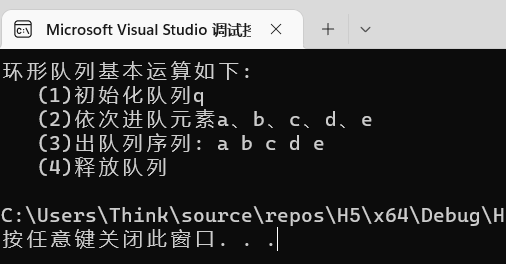 Microsoft Visual Studio 调试
环形队列基本运算如下:
(1)初始化队列q
(2)依次进队元素a、b、c、d、e
(3)出队列序列: a b c d e
(4)释放队列
C:\Users\Think\source\repos\H5\x64\Debug\H
按任意键关闭此窗口. . .